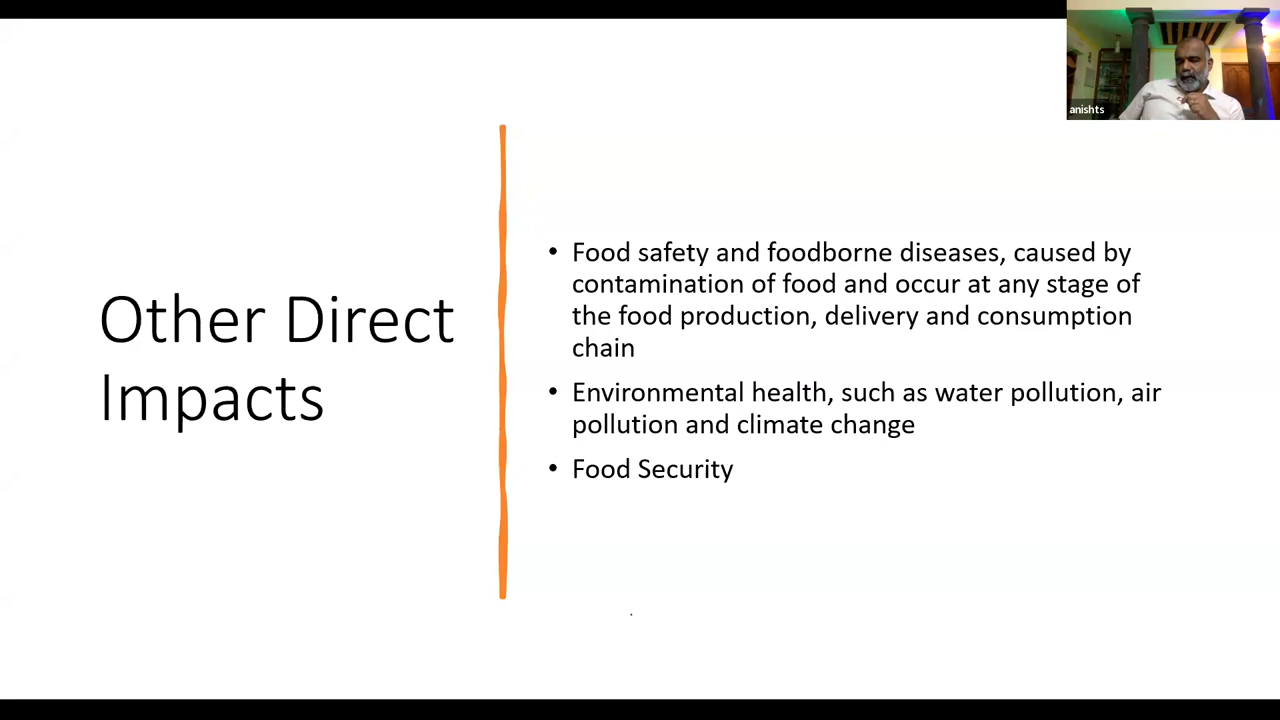 anishts
Other Direct
Impacts
• Food safety and foodborne diseases, caused by
contamination of food and occur at any stage of
the food production, delivery and consumption
chain
• Environmental health, such as water pollution, air
pollution and climate change
• Food Security